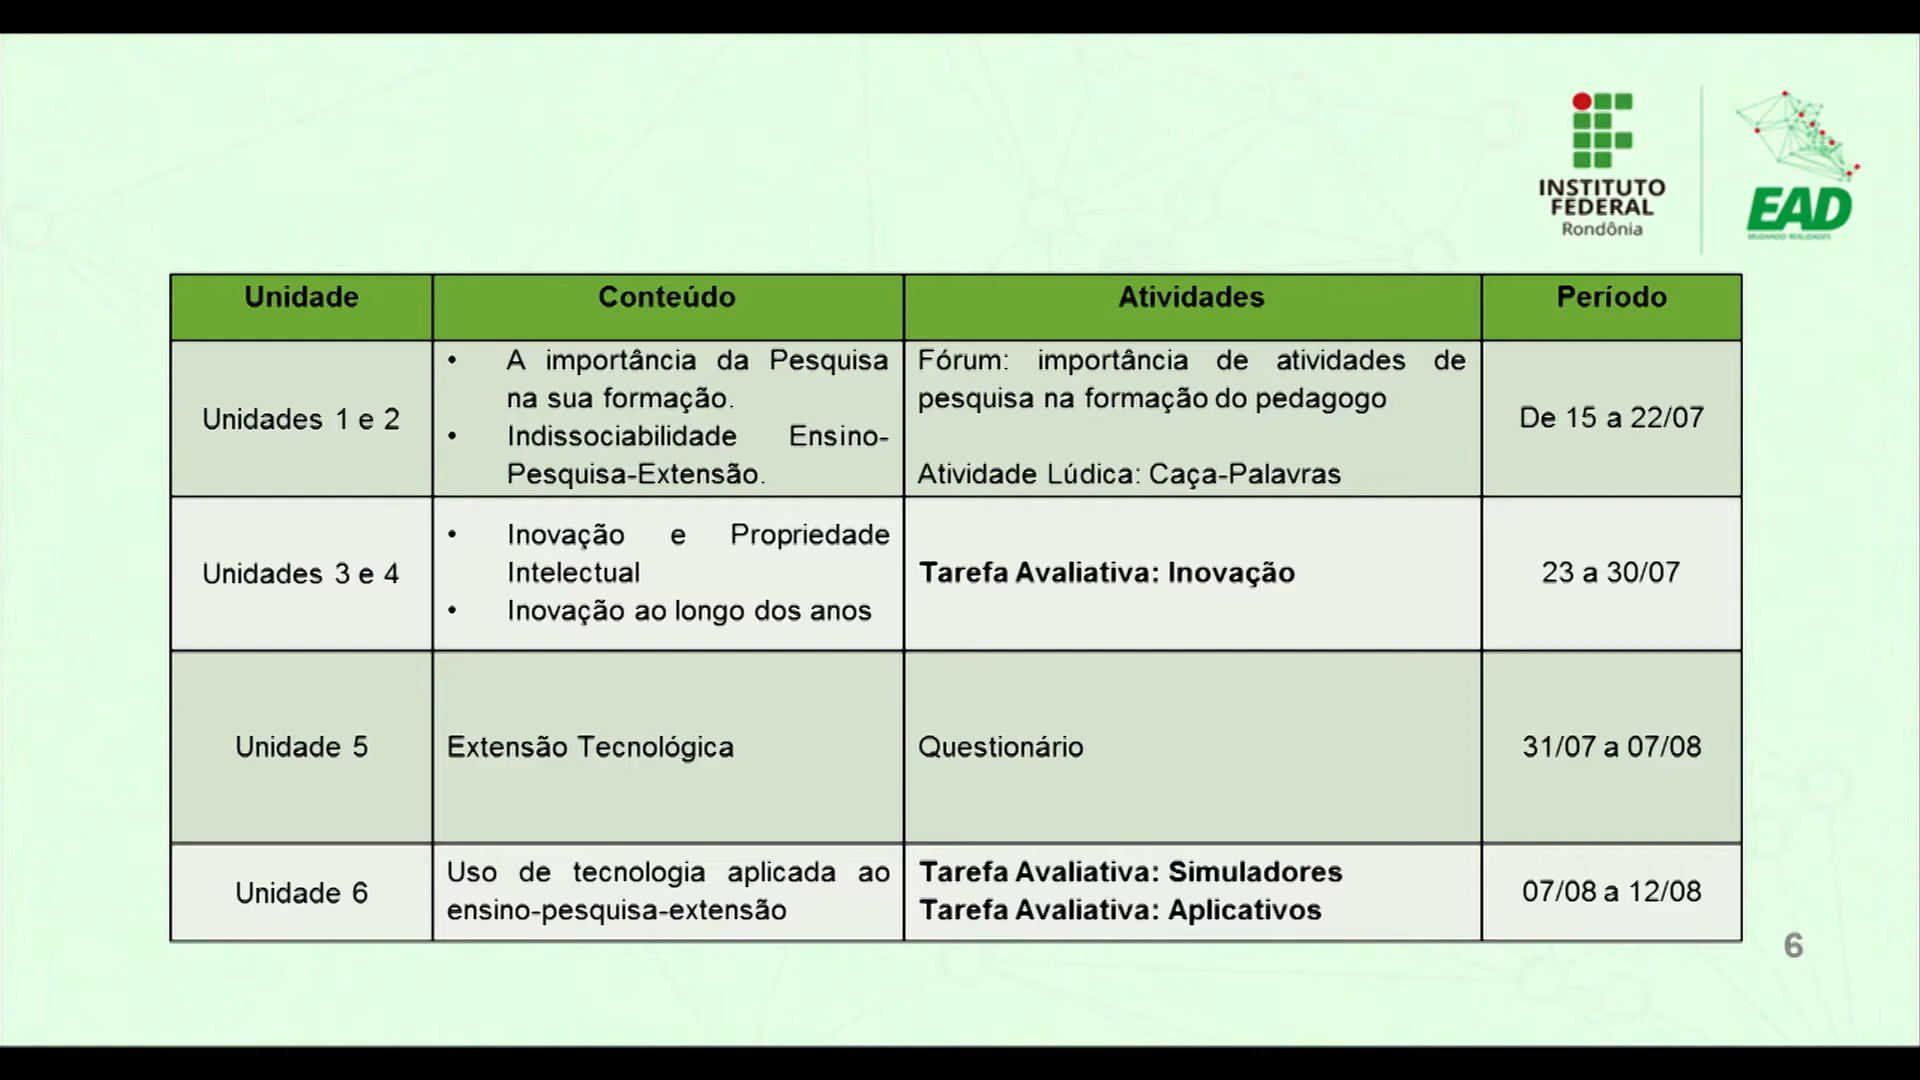 INSTITUTO
FEDERAL
Rondônia
EAD
MUDANDO REALIDADES
Unidade
Conteúdo
Atividades
Período
Unidades 1 e 2
• A importância da Pesquisa
na sua formação.
• Indissociabilidade Ensino-
Pesquisa-Extensão.
Fórum: importância de atividades de
pesquisa na formação do pedagogo
Atividade Lúdica: Caça-Palavras
De 15 a 22/07
Unidades 3 e 4
• Inovação e Propriedade
Intelectual
• Inovação ao longo dos anos
Tarefa Avaliativa: Inovação
23 a 30/07
Unidade 5
Extensão Tecnológica
Questionário
31/07 a 07/08
Unidade 6
Uso de tecnologia aplicada ao
ensino-pesquisa-extensão
Tarefa Avaliativa: Simuladores
Tarefa Avaliativa: Aplicativos
07/08 a 12/08
6